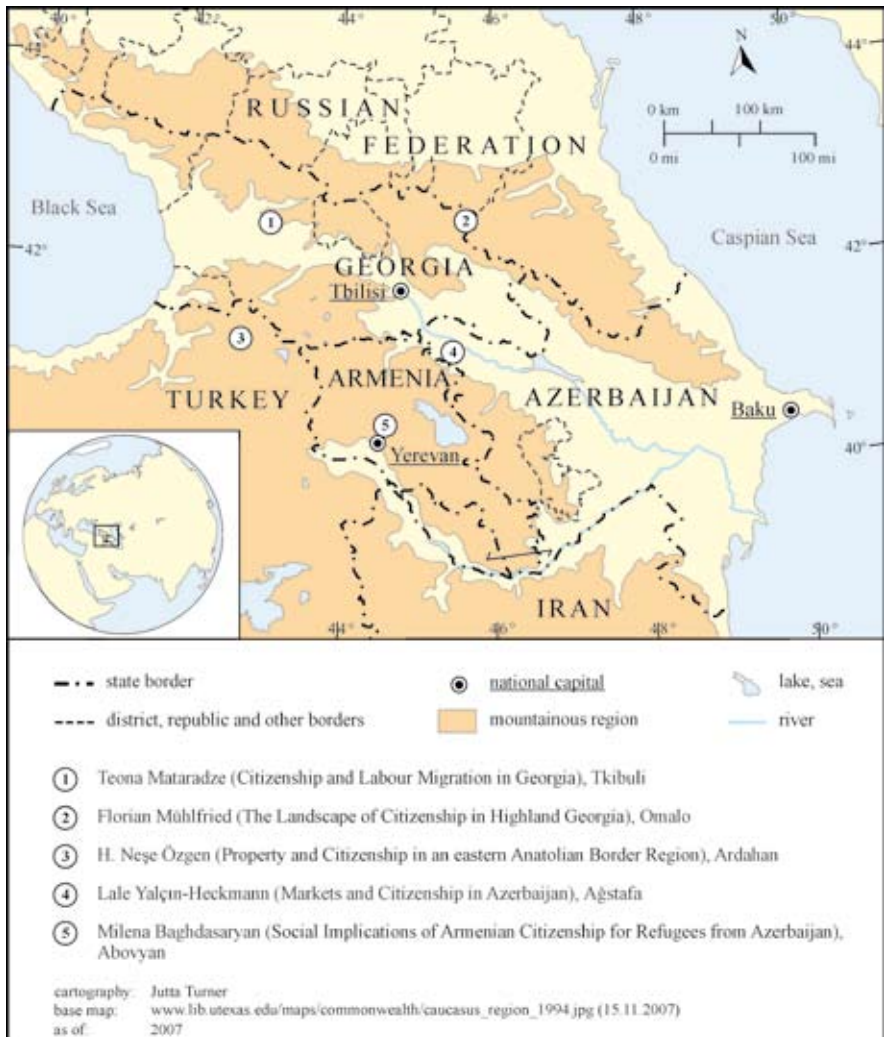 40° 42° 44° 46° 48° 50°
44° 44°
N
RUSSIAN
FEDERATION
0 km 100 km
0 mi 100 mi
Black Sea
1
2
Caspian Sea
42° 42°
GEORGIA
Tbilisi
3
4
ARMENIA
TURKEY
AZERBAIJAN
Baku
5
Yerevan
40° 40°
IRAN
44° 46° 48° 50°
state border
national capital
lake, sea
district, republic and other borders
mountainous region
river
1 Teona Mataradze (Citizenship and Labour Migration in Georgia), Tkibuli
2 Florian Mühlfried (The Landscape of Citizenship in Highland Georgia), Omalo
3 H. Neşe Özgen (Property and Citizenship in an eastern Anatolian Border Region), Ardahan
4 Lale Yalçın-Heckmann (Markets and Citizenship in Azerbaijan), Ağstafa
5 Milena Baghdasaryan (Social Implications of Armenian Citizenship for Refugees from Azerbaijan),
Abovyan
cartography: Jutta Turner
base map: www.lib.utexas.edu/maps/commonwealth/caucasus_region_1994.jpg (15.11.2007)
as of: 2007